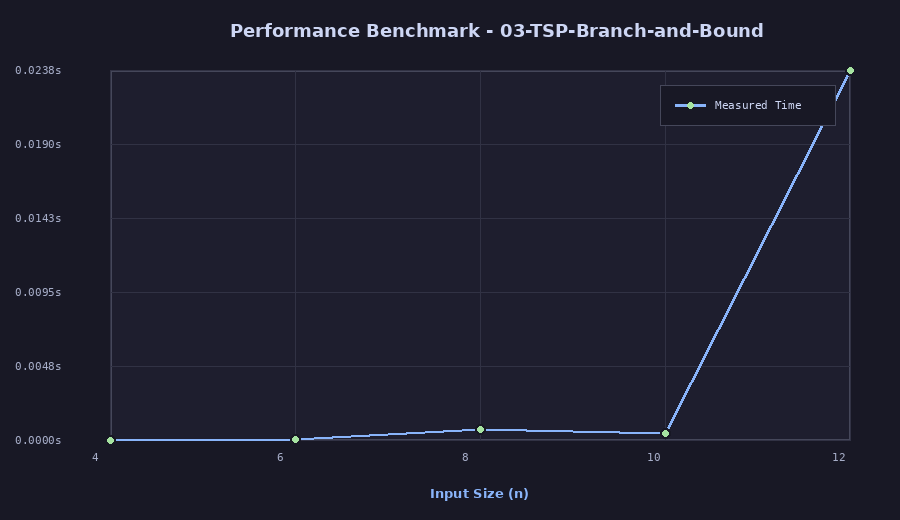 Performance Benchmark - 03-TSP-Branch-and-Bound
0.0238s
Measured Time
0.0190s
0.0143s
0.0095s
0.0048s
0.0000s
4 6 8 10 12
Input Size (n)